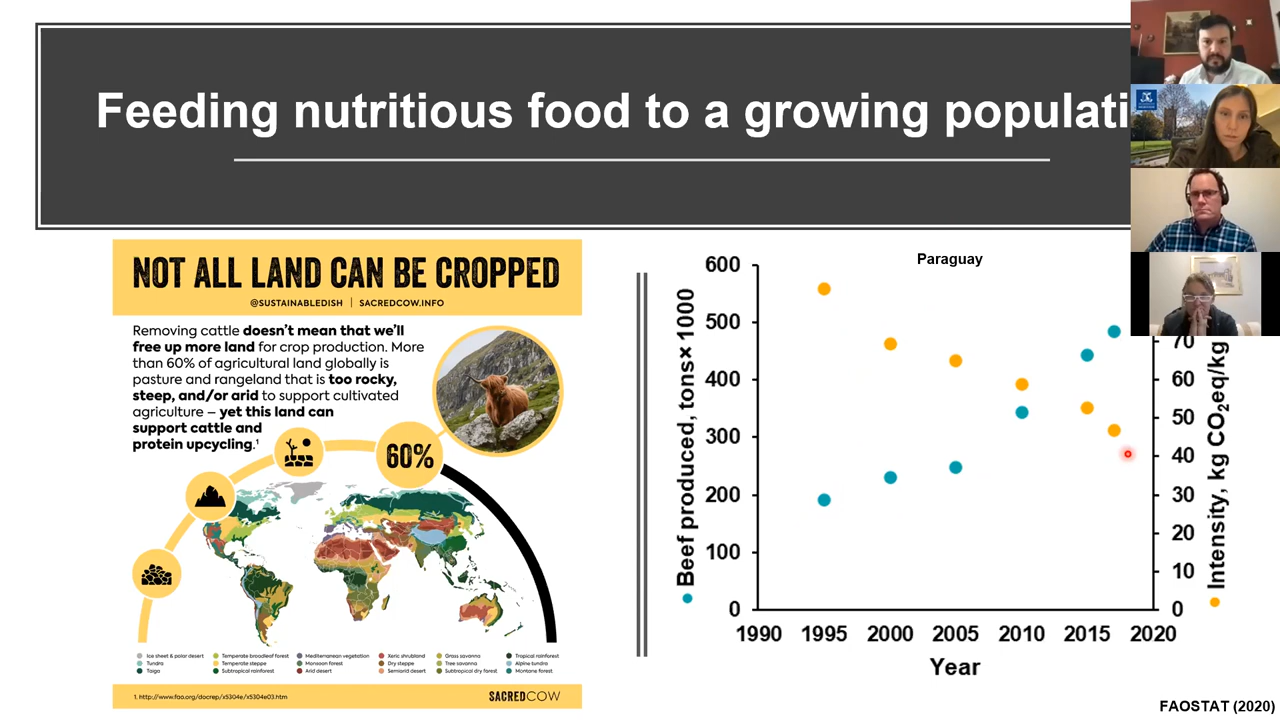 Feeding nutritious food to a growing populati
NOT ALL LAND CAN BE CROPPED
@SUSTAINABLEDISH | SACREDCOW.INFO
Removing cattle doesn't mean that we'll
free up more land for crop production. More
than 60% of agricultural land globally is
pasture and rangeland that is too rocky,
steep, and/or arid to support cultivated
agriculture – yet this land can
support cattle and
protein upcycling.¹
60%
Ice sheet & polar desert
Tundra
Taiga
Temperate broadleaf forest
Temperate steppe
Subtropical rainforest
Mediterranean vegetation
Monsoon forest
Arid desert
Xeric shrubland
Dry steppe
Semiarid desert
Grass savanna
Tree savanna
Subtropical dry forest
Tropical rainforest
Alpine tundra
Montane forest
1. http://www.fao.org/docrep/x5304e/x5304e03.htm
SACREDCOW
Paraguay
Beef produced, tons× 1000
600
500
400
300
200
100
0
1990 1995 2000 2005 2010 2015 2020
Year
70
60
50
40
30
20
10
0
Intensity, kg CO₂eq/kg
FAOSTAT (2020)